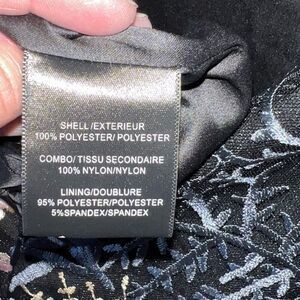 SHELL/EXTERIEUR
100% POLYESTER/POLYESTER
COMBO/TISSU SECONDAIRE
100% NYLON/NYLON
LINING/DOUBLURE
95% POLYESTER/POLYESTER
5%SPANDEX/SPANDEX